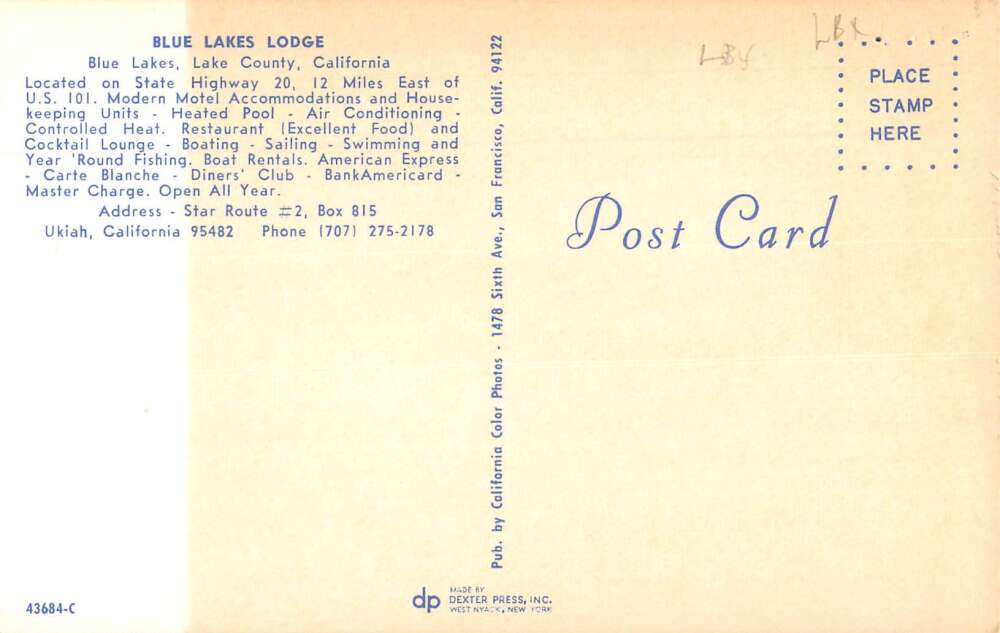 BLUE LAKES LODGE
Blue Lakes, Lake County, California
Located on State Highway 20, 12 Miles East of
U.S. 101. Modern Motel Accommodations and House-
keeping Units - Heated Pool - Air Conditioning -
Controlled Heat. Restaurant (Excellent Food) and
Cocktail Lounge - Boating - Sailing - Swimming and
Year 'Round Fishing. Boat Rentals. American Express
- Carte Blanche - Diners' Club - BankAmericard -
Master Charge. Open All Year.
Address - Star Route #2, Box 815
Ukiah, California 95482 Phone (707) 275-2178
43684-C
Pub. by California Color Photos - 1478 Sixth Ave., San Francisco, Calif. 94122
dp
MADE BY
DEXTER PRESS, INC.
WEST NYACK, NEW YORK
PLACE
STAMP
HERE
Post Card